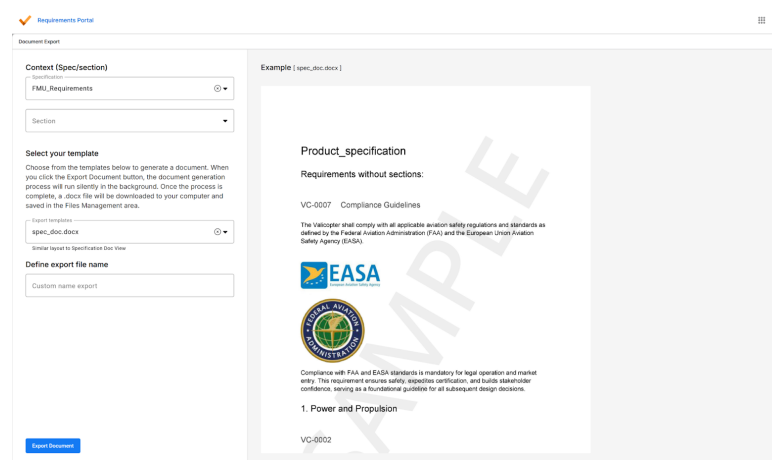 Requirements Portal
Document Export
Context (Spec/section)
Specification
FMU_Requirements
Section
Select your template
Choose from the templates below to generate a document. When
you click the Export Document button, the document generation
process will run silently in the background. Once the process is
complete, a .docx file will be downloaded to your computer and
saved in the Files Management area.
Export templates
spec_doc.docx
Similar layout to Specification Doc View
Define export file name
Custom name export
Export Document
Example [ spec_doc.docx ]
Product_specification
Requirements without sections:
VC-0007 Compliance Guidelines
The Valicopter shall comply with all applicable aviation safety regulations and standards as
defined by the Federal Aviation Administration (FAA) and the European Union Aviation
Safety Agency (EASA).
EASA
European Aviation Safety Agency
FEDERAL AVIATION
ADMINISTRATION
Compliance with FAA and EASA standards is mandatory for legal operation and market
entry. This requirement ensures safety, expedites certification, and builds stakeholder
confidence, serving as a foundational guideline for all subsequent design decisions.
1. Power and Propulsion
VC-0002
SAMPLE